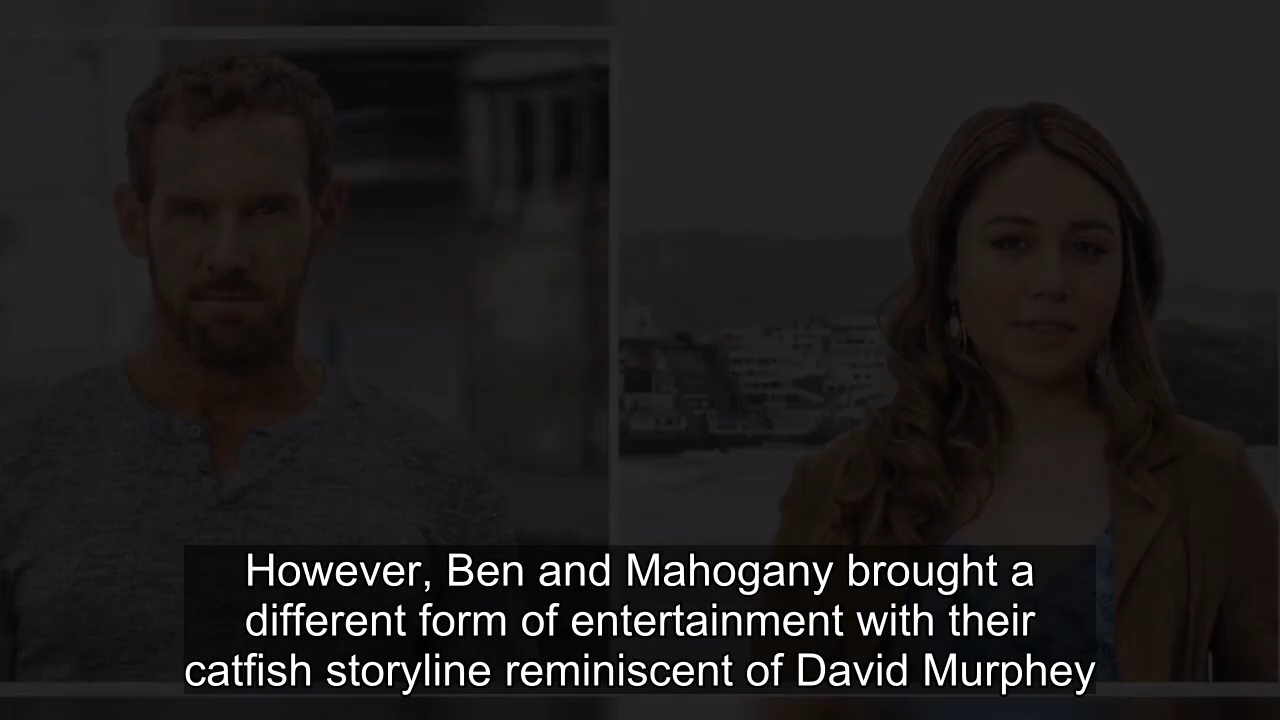 However, Ben and Mahogany brought a
different form of entertainment with their
catfish storyline reminiscent of David Murphey